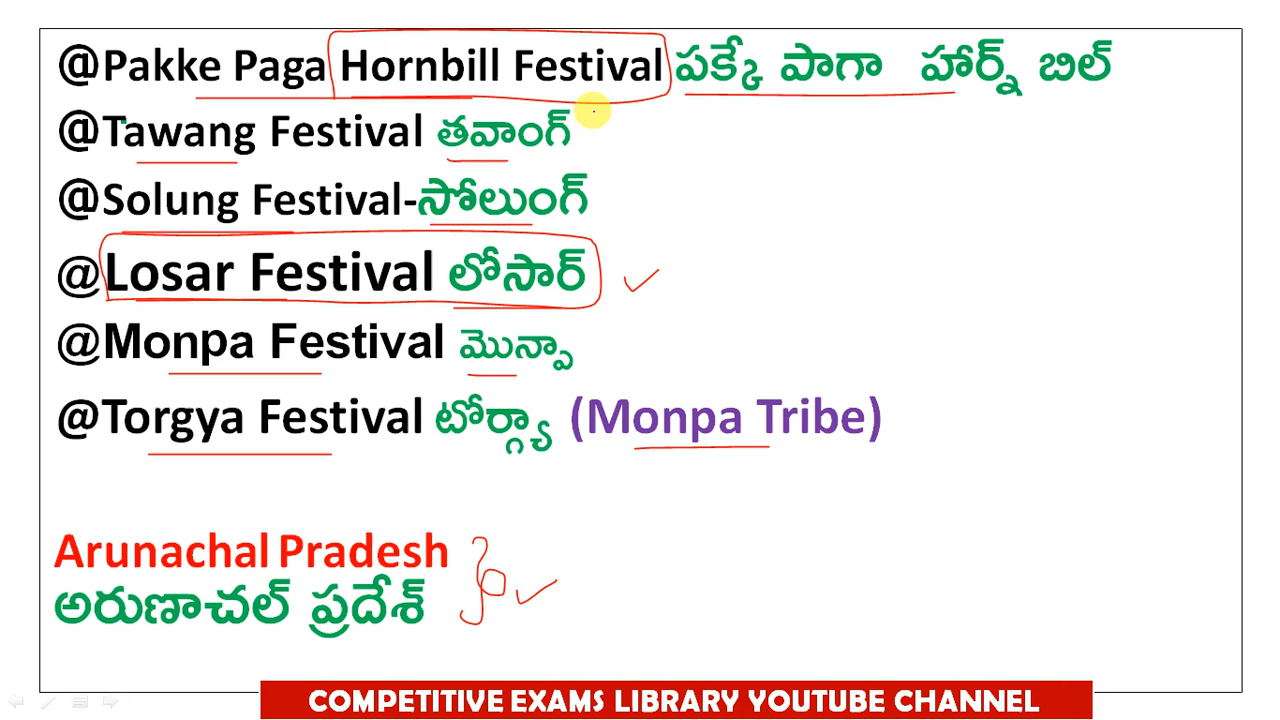 @Pakke Paga Hornbill Festival పక్కే పాగా హార్న్ బిల్
@Tawang Festival తవాంగ్
@Solung Festival-సోలుంగ్
@Losar Festival లోసార్
@Monpa Festival మొన్పా
@Torgya Festival టోర్గ్యా (Monpa Tribe)
Arunachal Pradesh
అరుణాచల్ ప్రదేశ్
COMPETITIVE EXAMS LIBRARY YOUTUBE CHANNEL